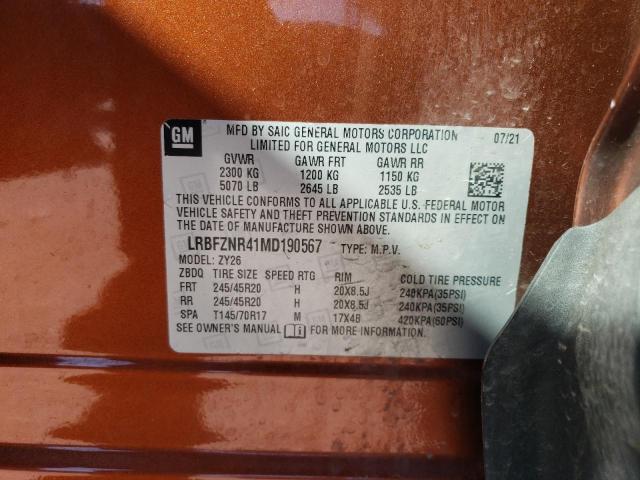 GM MFD BY SAIC GENERAL MOTORS CORPORATION 07/21
LIMITED FOR GENERAL MOTORS LLC
GVWR GAWR FRT GAWR RR
2300 KG 1200 KG 1150 KG
5070 LB 2645 LB 2535 LB
THIS VEHICLE CONFORMS TO ALL APPLICABLE U.S. FEDERAL MOTOR
VEHICLE SAFETY AND THEFT PREVENTION STANDARDS IN EFFECT ON
THE DATE OF MANUFACTURE SHOWN ABOVE.
LRBFZNR41MD190567 TYPE: M.P.V.
MODEL: ZY26
ZBDQ TIRE SIZE SPEED RTG RIM COLD TIRE PRESSURE
FRT 245/45R20 H 20X8.5J 240KPA(35PSI)
RR 245/45R20 H 20X8.5J 240KPA(35PSI)
SPA T145/70R17 M 17X4B 420KPA(60PSI)
SEE OWNER'S MANUAL FOR MORE INFORMATION